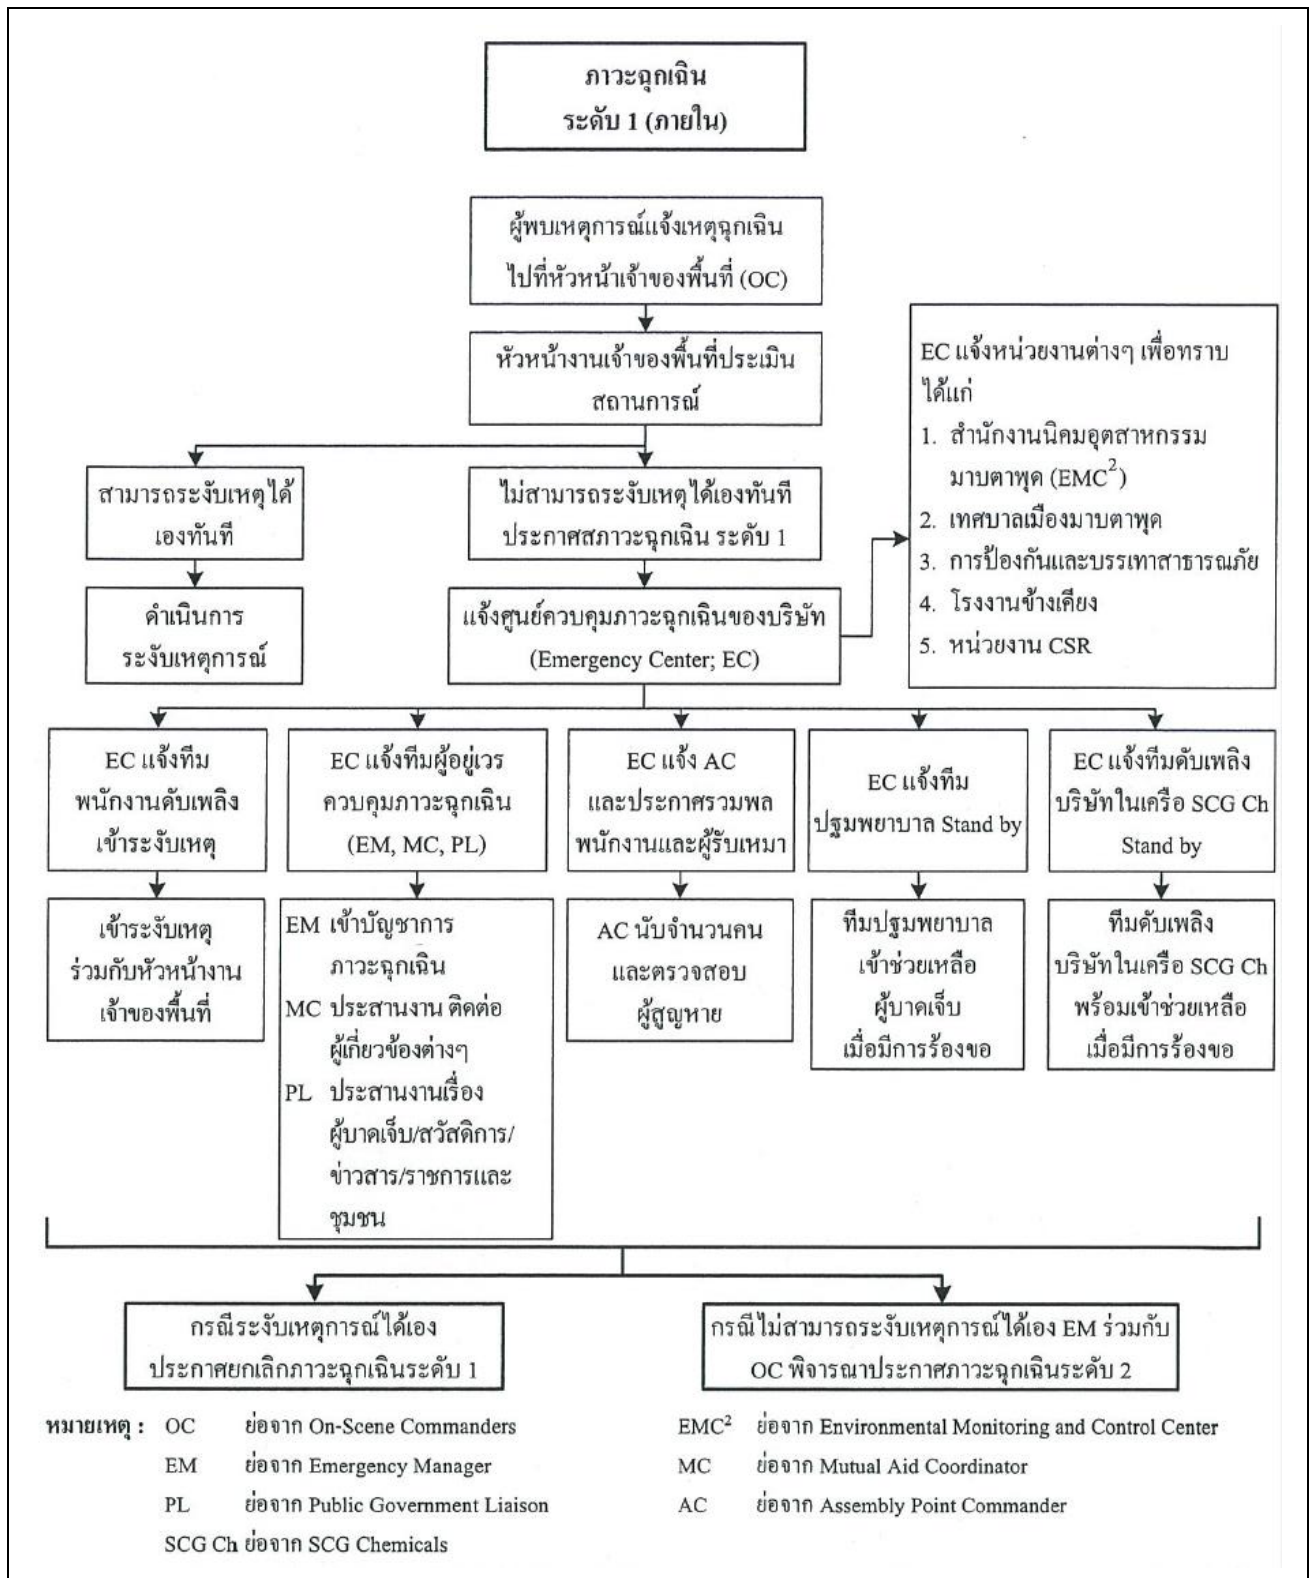 ภาวะฉุกเฉิน
ระดับ 1 (ภายใน)
ผู้พบเหตุการณ์แจ้งเหตุฉุกเฉิน
ไปที่หัวหน้าเจ้าของพื้นที่ (OC)
หัวหน้างานเจ้าของพื้นที่ประเมิน
สถานการณ์
สามารถระงับเหตุได้
เองทันที
ไม่สามารถระงับเหตุได้เองทันที
ประกาศสภาวะฉุกเฉิน ระดับ 1
ดำเนินการ
ระงับเหตุการณ์
แจ้งศูนย์ควบคุมภาวะฉุกเฉินของบริษัท
(Emergency Center; EC)
EC แจ้งหน่วยงานต่างๆ เพื่อทราบ
ได้แก่
1. สำนักงานนิคมอุตสาหกรรม
มาบตาพุด (EMC²)
2. เทศบาลเมืองมาบตาพุด
3. การป้องกันและบรรเทาสาธารณภัย
4. โรงงานข้างเคียง
5. หน่วยงาน CSR
EC แจ้งทีม
พนักงานดับเพลิง
เข้าระงับเหตุ
EC แจ้งทีมผู้อยู่เวร
ควบคุมภาวะฉุกเฉิน
(EM, MC, PL)
EC แจ้ง AC
และประกาศรวมพล
พนักงานและผู้รับเหมา
EC แจ้งทีม
ปฐมพยาบาล Stand by
EC แจ้งทีมดับเพลิง
บริษัทในเครือ SCG Ch
Stand by
เข้าระงับเหตุ
ร่วมกับหัวหน้างาน
เจ้าของพื้นที่
EM เข้าบัญชาการ
ภาวะฉุกเฉิน
MC ประสานงาน ติดต่อ
ผู้เกี่ยวข้องต่างๆ
PL ประสานงานเรื่อง
ผู้บาดเจ็บ/สวัสดิการ/
ข่าวสาร/ราชการและ
ชุมชน
AC นับจำนวนคน
และตรวจสอบ
ผู้สูญหาย
ทีมปฐมพยาบาล
เข้าช่วยเหลือ
ผู้บาดเจ็บ
เมื่อมีการร้องขอ
ทีมดับเพลิง
บริษัทในเครือ SCG Ch
พร้อมเข้าช่วยเหลือ
เมื่อมีการร้องขอ
กรณีระงับเหตุการณ์ได้เอง
ประกาศยกเลิกภาวะฉุกเฉินระดับ 1
กรณีไม่สามารถระงับเหตุการณ์ได้เอง EM ร่วมกับ
OC พิจารณาประกาศภาวะฉุกเฉินระดับ 2
หมายเหตุ : OC ย่อจาก On-Scene Commanders
EM ย่อจาก Emergency Manager
PL ย่อจาก Public Government Liaison
SCG Ch ย่อจาก SCG Chemicals
EMC² ย่อจาก Environmental Monitoring and Control Center
MC ย่อจาก Mutual Aid Coordinator
AC ย่อจาก Assembly Point Commander